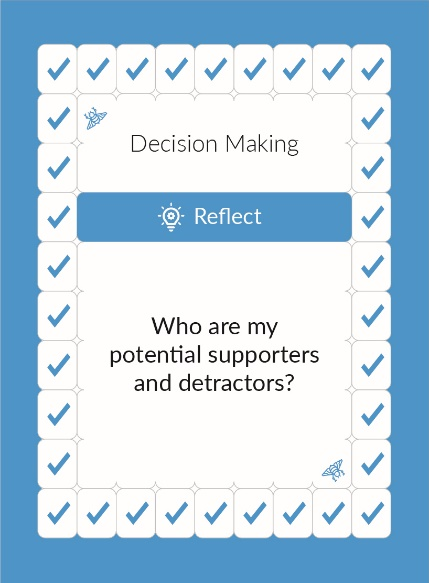 Decision Making
Reflect
Who are my
potential supporters
and detractors?